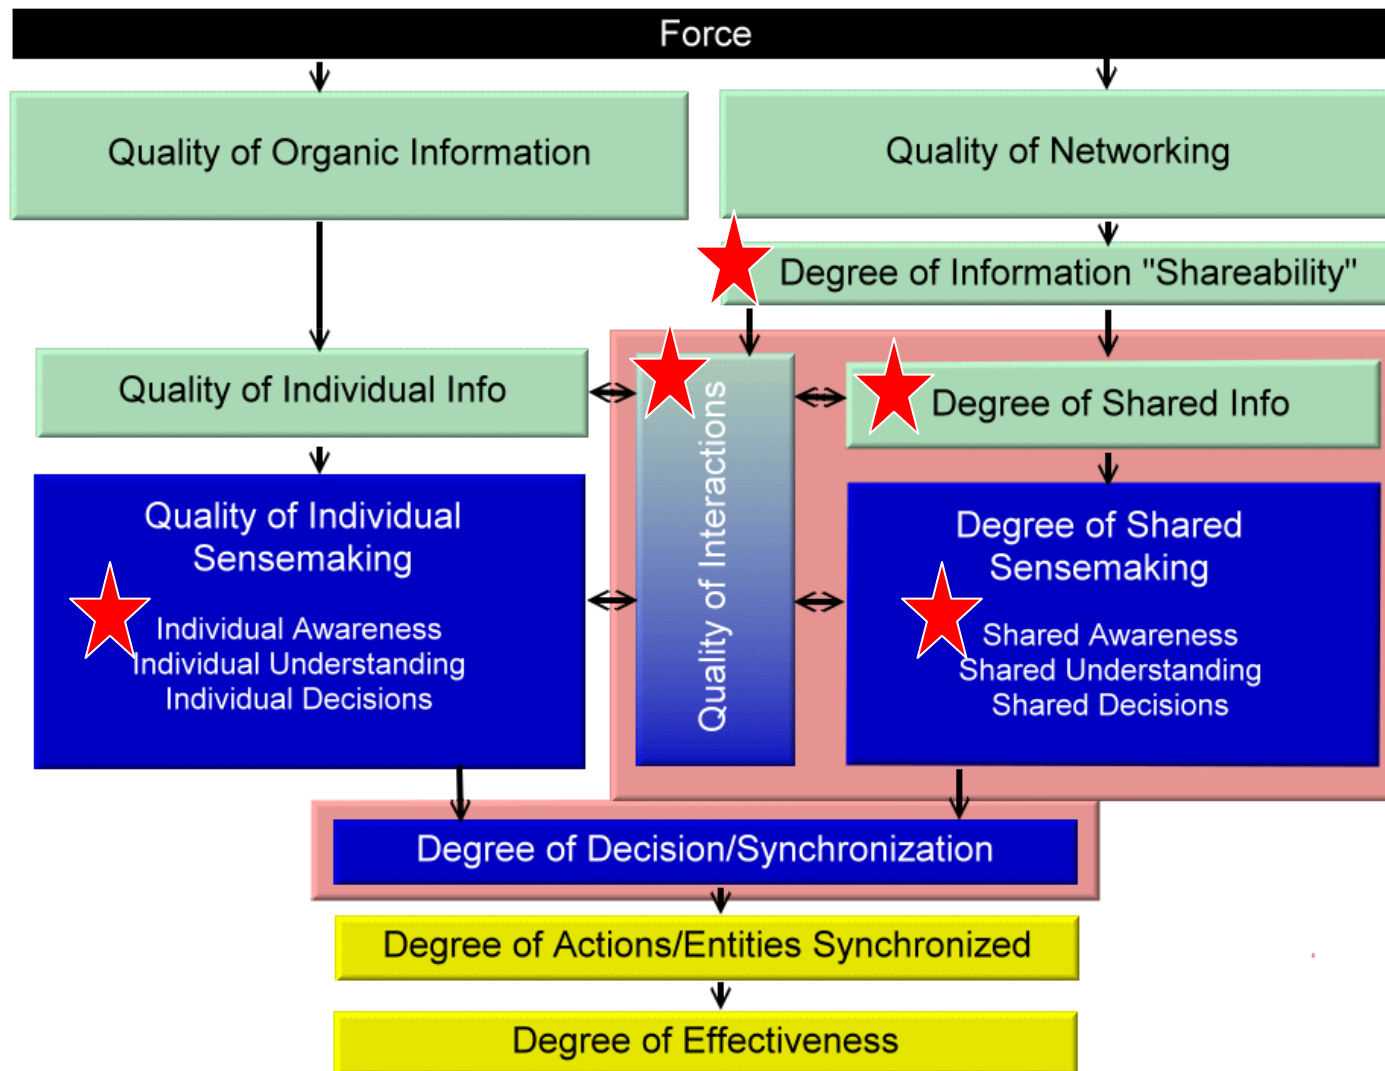 Force
Quality of Organic Information
Quality of Networking
Degree of Information "Shareability"
Quality of Individual Info
Quality of Interactions
Degree of Shared Info
Quality of Individual
Sensemaking
Individual Awareness
Individual Understanding
Individual Decisions
Degree of Shared
Sensemaking
Shared Awareness
Shared Understanding
Shared Decisions
Degree of Decision/Synchronization
Degree of Actions/Entities Synchronized
Degree of Effectiveness